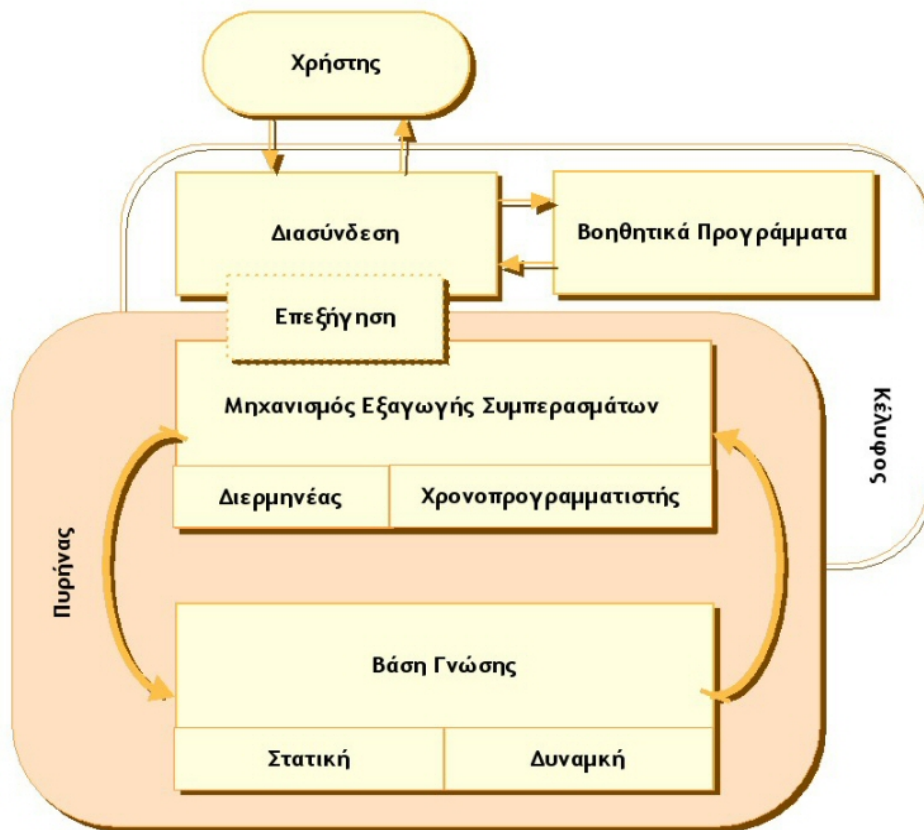 Χρήστης
Διασύνδεση
Βοηθητικά Προγράμματα
Επεξήγηση
Μηχανισμός Εξαγωγής Συμπερασμάτων
Διερμηνέας
Χρονοπρογραμματιστής
Κέλυφος
Πυρήνας
Βάση Γνώσης
Στατική
Δυναμκή